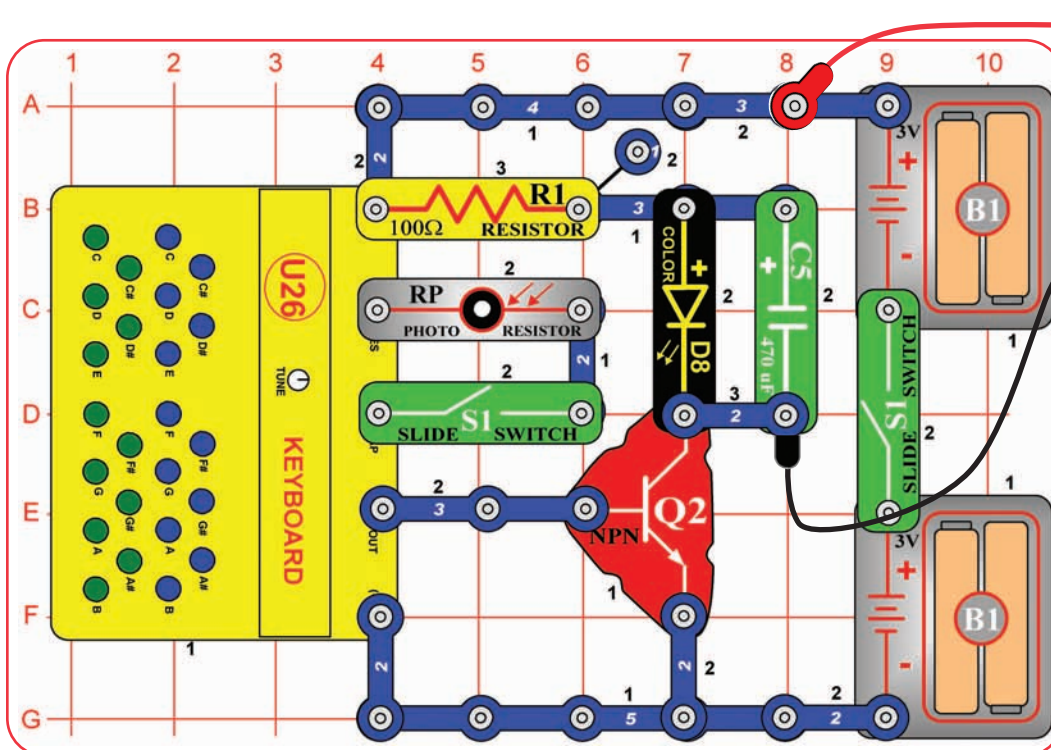 1 2 3 4 5 6 7 8 9 10
A 4 3
1 2
2 2 3 1 2 3V
+
B R1 3 B1
100Ω RESISTOR 1
-
C C C# C#
D D D# D#
E E
F F F# F#
G G G# G#
A A A# A#
B B
U26
TUNE
KEYBOARD
OUT
2
C RP
PHOTO RESISTOR
2 1
2
D S1
SLIDE SWITCH
COLOR
+
D8
2
C5
+
470 uF
2
3
2
S1
SLIDE SWITCH
2
1
2
E 3
Q2
NPN
1
1
3V
+
B1
-
F
1
2 2 2
G 1 5 2 2